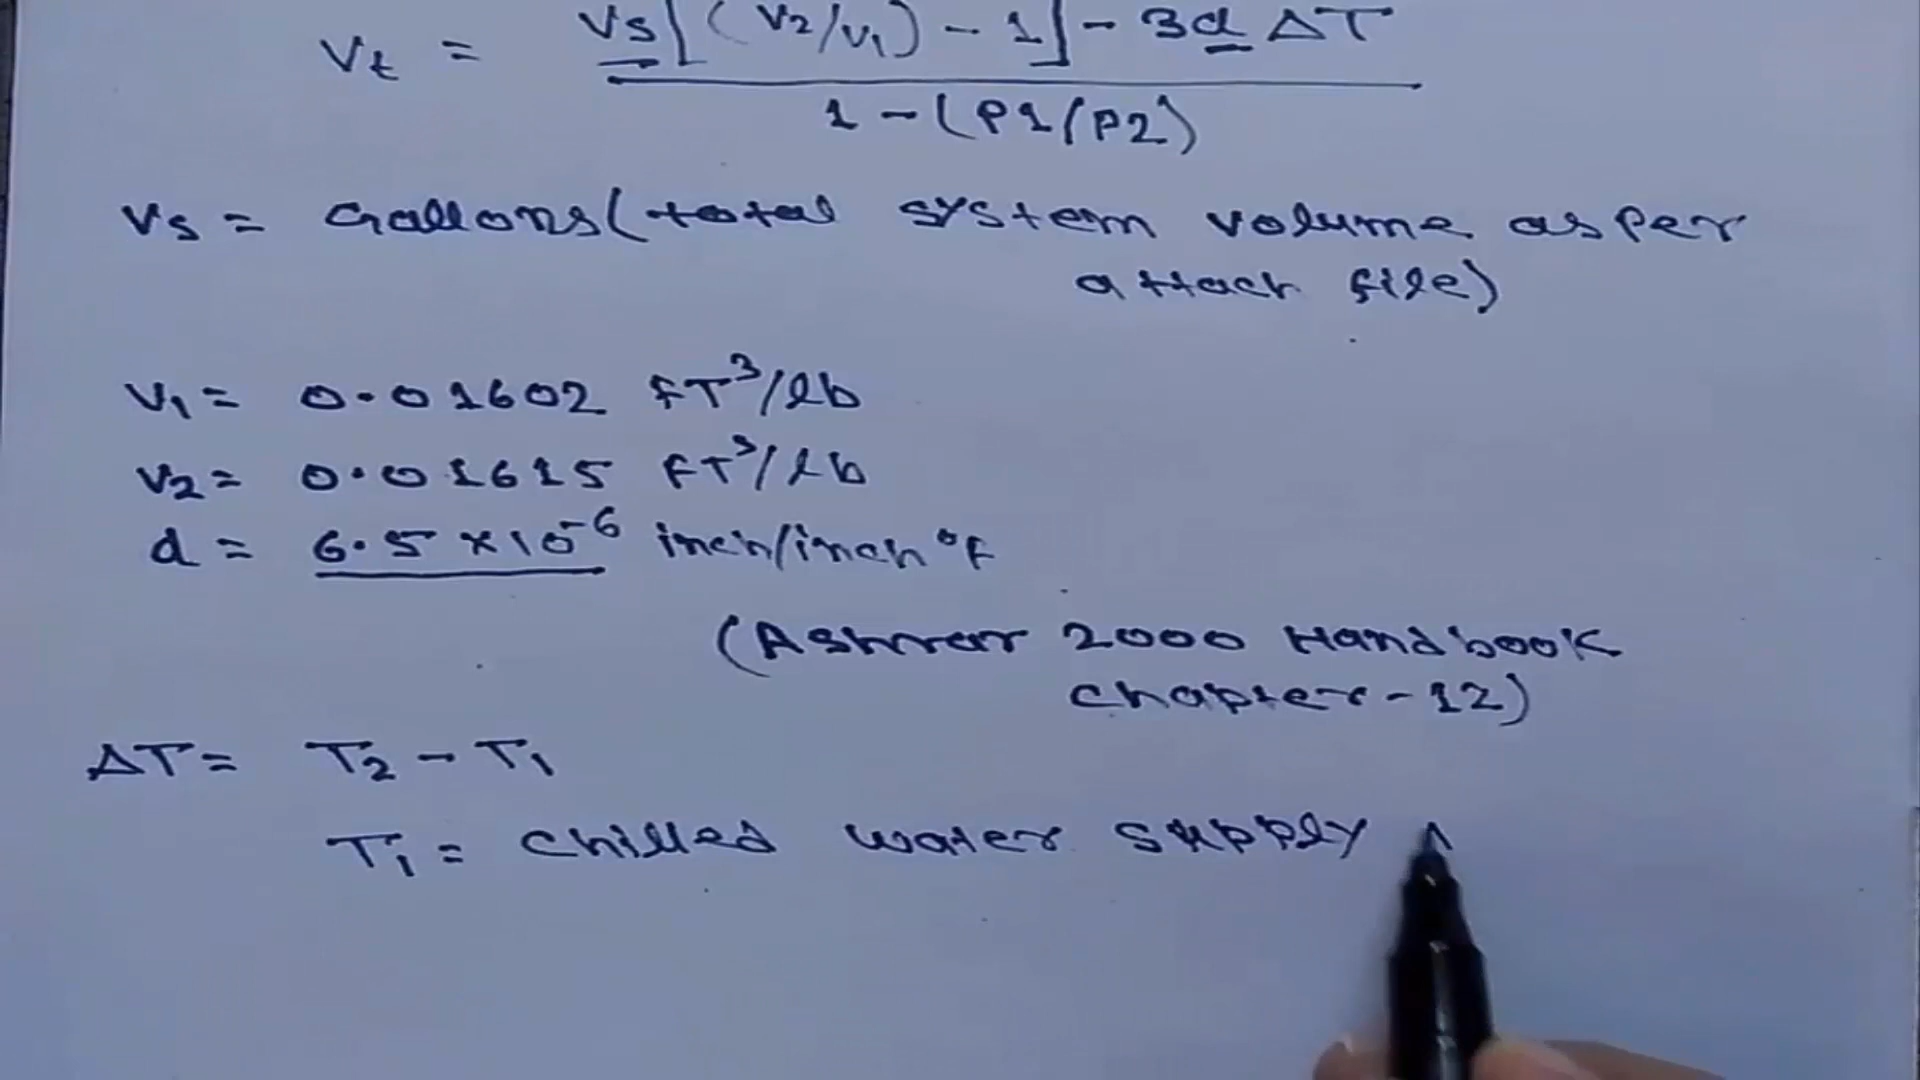 Vt = Vs[(V2/V1) - 1] - 3d ΔT
1 - (P1/P2)
Vs = Gallons (total system volume as per
attach file)
V1 = 0.01602 FT³/lb
V2 = 0.01615 FT³/lb
d = 6.5 × 10⁻⁶ inch/inch °F
(Ashrar 2000 Handbook
chapter - 12)
ΔT = T2 - T1
T1 = chilled water supply